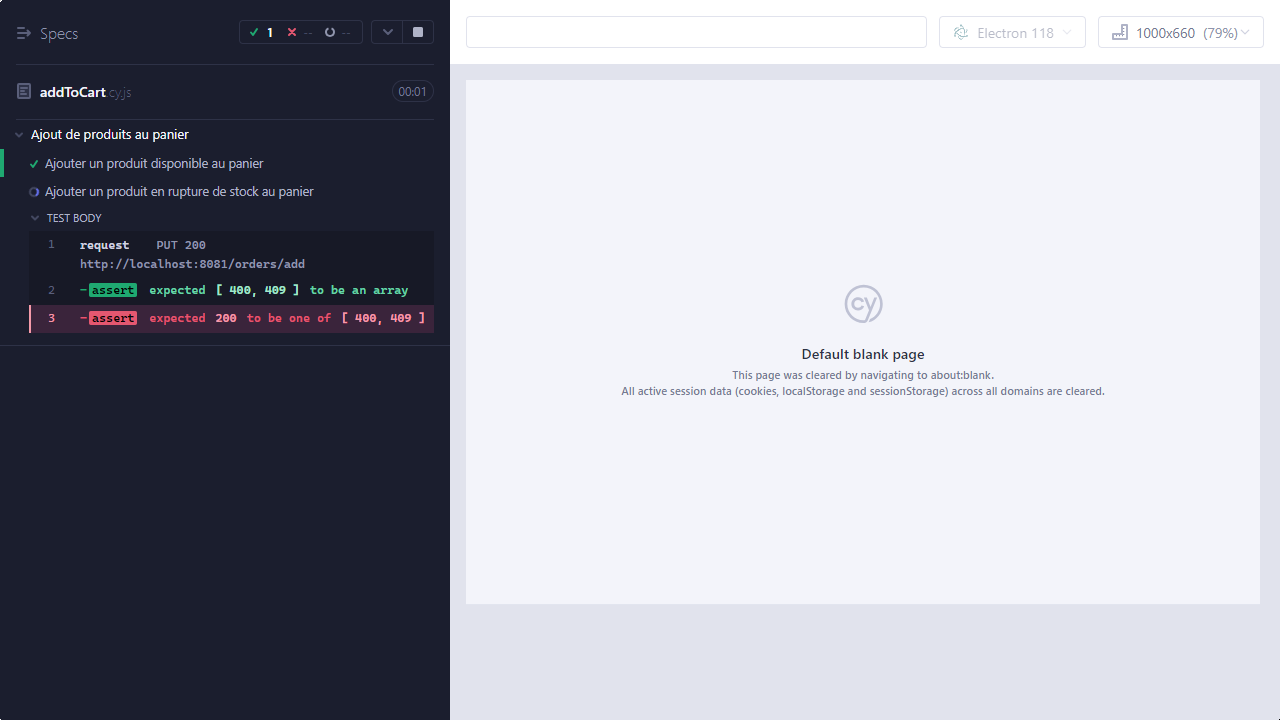 Specs
1 -- --
addToCart.cy.js 00:01
Ajout de produits au panier
Ajouter un produit disponible au panier
Ajouter un produit en rupture de stock au panier
TEST BODY
1 request PUT 200
http://localhost:8081/orders/add
2 -assert expected [ 400, 409 ] to be an array
3 -assert expected 200 to be one of [ 400, 409 ]
Electron 118
1000x660 (79%)
cy
Default blank page
This page was cleared by navigating to about:blank.
All active session data (cookies, localStorage and sessionStorage) across all domains are cleared.